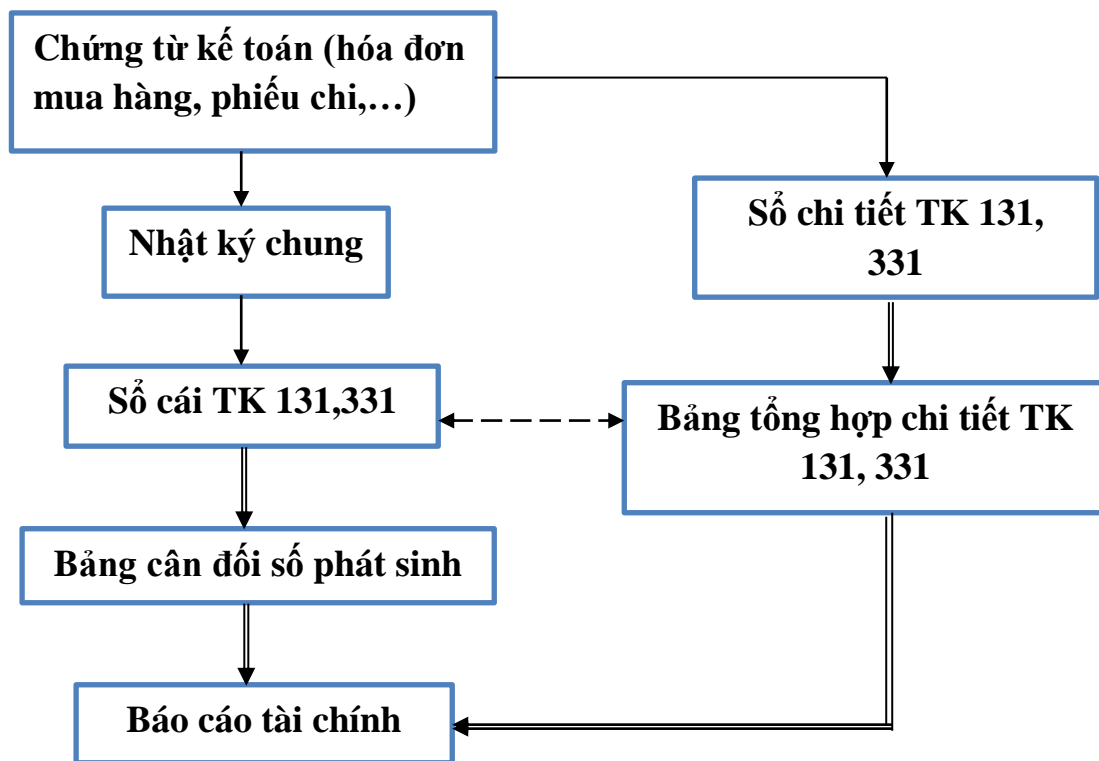 Chứng từ kế toán (hóa đơn
mua hàng, phiếu chi,…)
Nhật ký chung
Sổ chi tiết TK 131,
331
Sổ cái TK 131,331
Bảng tổng hợp chi tiết TK
131, 331
Bảng cân đối số phát sinh
Báo cáo tài chính